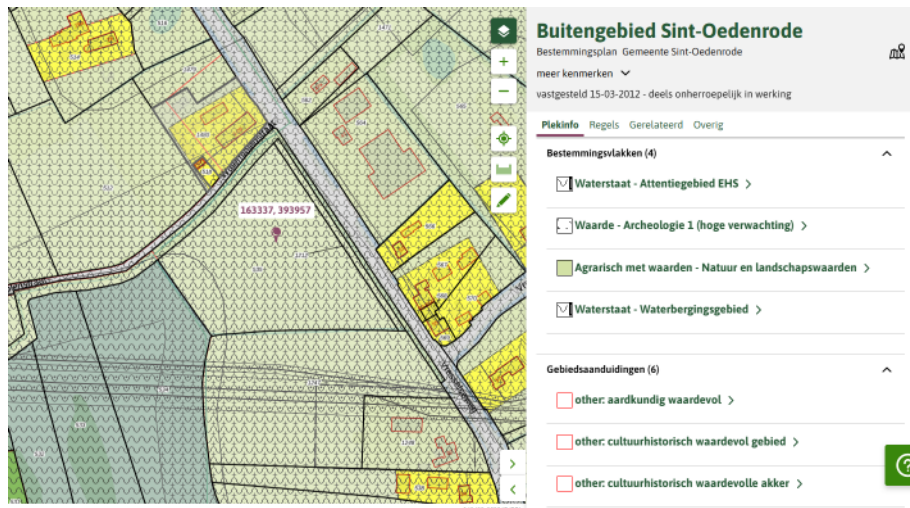 Buitengebied Sint-Oedenrode
Bestemmingsplan Gemeente Sint-Oedenrode
meer kenmerken
vastgesteld 15-03-2012 - deels onherroepelijk in werking
Plekinfo Regels Gerelateerd Overig
Bestemmingsvlakken (4)
Waterstaat - Attentiegebied EHS
Waarde - Archeologie 1 (hoge verwachting)
Agrarisch met waarden - Natuur en landschapswaarden
Waterstaat - Waterbergingsgebied
Gebiedsaanduidingen (6)
other: aardkundig waardevol
other: cultuurhistorisch waardevol gebied
other: cultuurhistorisch waardevolle akker
163337, 393957